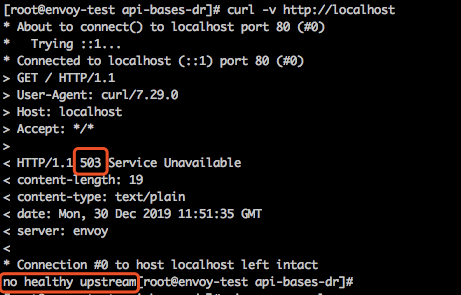 [root@envoy-test api-bases-dr]# curl -v http://localhost
* About to connect() to localhost port 80 (#0)
*   Trying ::1...
* Connected to localhost (::1) port 80 (#0)
> GET / HTTP/1.1
> User-Agent: curl/7.29.0
> Host: localhost
> Accept: */*
>
< HTTP/1.1 503 Service Unavailable
< content-length: 19
< content-type: text/plain
< date: Mon, 30 Dec 2019 11:51:35 GMT
< server: envoy
<
* Connection #0 to host localhost left intact
no healthy upstream[root@envoy-test api-bases-dr]#